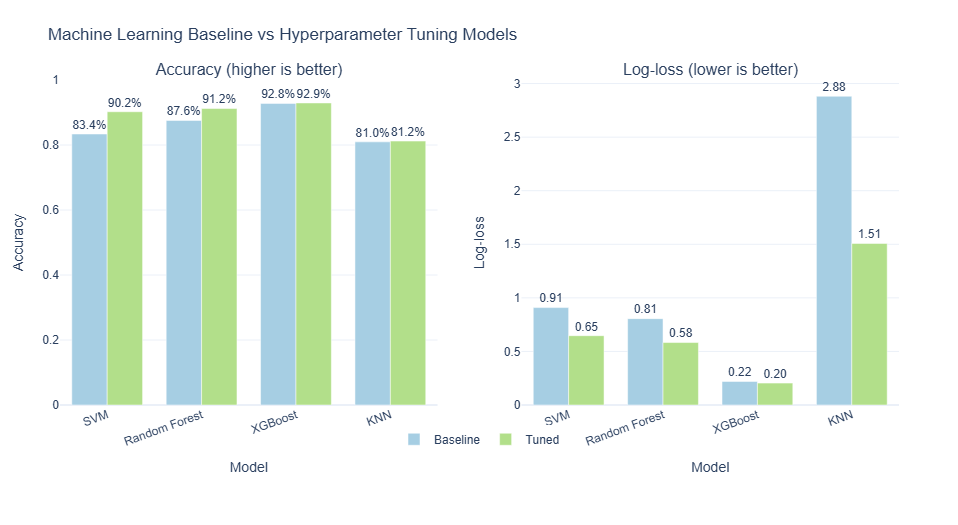 Machine Learning Baseline vs Hyperparameter Tuning Models
Accuracy (higher is better)
1
0.8
0.6
0.4
0.2
0
Accuracy
83.4%
90.2%
87.6%
91.2%
92.8%
92.9%
81.0%
81.2%
SVM
Random Forest
XGBoost
KNN
Model
Log-loss (lower is better)
3
2.5
2
1.5
1
0.5
0
Log-loss
0.91
0.65
0.81
0.58
0.22
0.20
2.88
1.51
SVM
Random Forest
XGBoost
KNN
Model
Baseline
Tuned